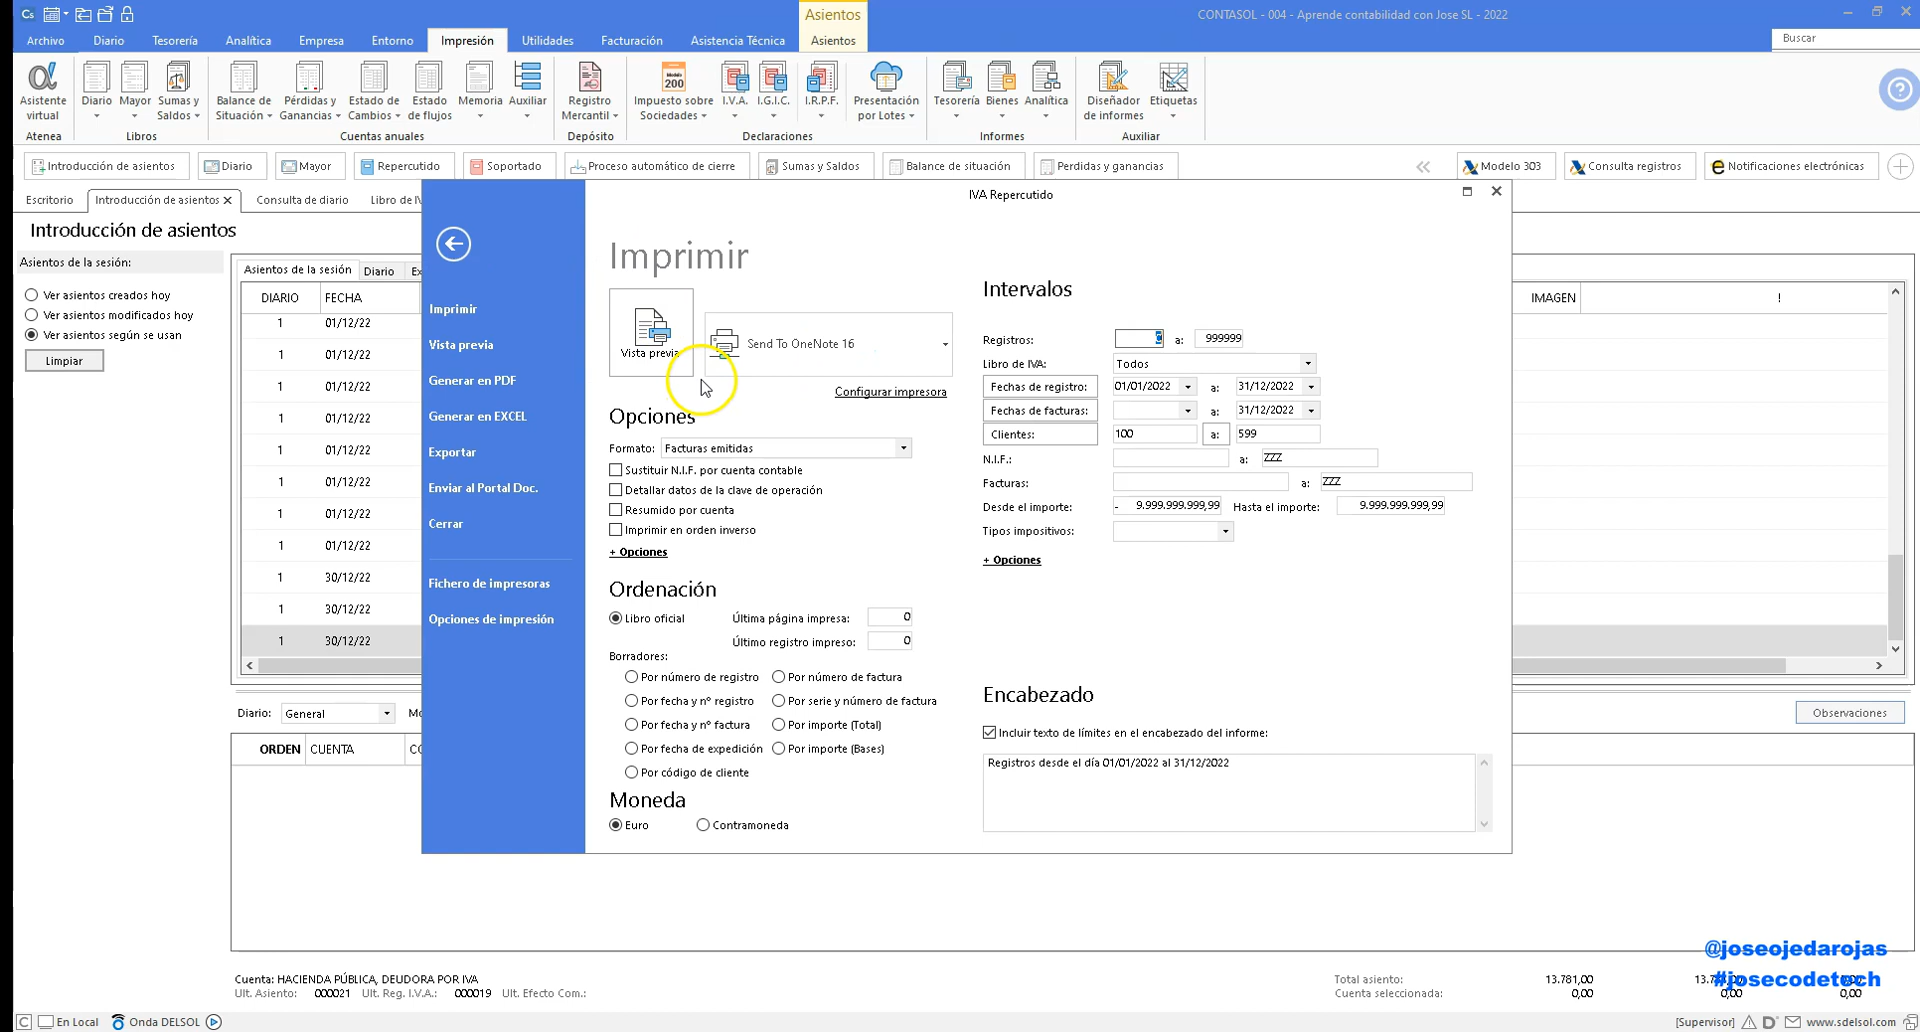 Cs
Asientos
CONTASOL - 004 - Aprende contabilidad con Jose SL - 2022
Archivo Diario Tesorería Analítica Empresa Entorno Impresión Utilidades Facturación Asistencia Técnica Asientos
Buscar
Asistente virtual
Diario
Mayor
Sumas y Saldos
Balance de Situación
Pérdidas y Ganancias
Estado de Cambios
Estado de flujos
Memoria
Auxiliar
Registro Mercantil
Modelo 200
Impuesto sobre Sociedades
I.V.A.
I.G.I.C.
I.R.P.F.
Presentación por Lotes
Tesorería
Bienes
Analítica
Diseñador de informes
Etiquetas
Atenea Libros Cuentas anuales Depósito Declaraciones Informes Auxiliar
Introducción de asientos Diario Mayor Repercutido Soportado Proceso automático de cierre Sumas y Saldos Balance de situación Perdidas y ganancias Modelo 303 Consulta registros Notificaciones electrónicas
Escritorio Introducción de asientos Consulta de diario Libro de IV
Introducción de asientos
Asientos de la sesión:
Ver asientos creados hoy
Ver asientos modificados hoy
Ver asientos según se usan
Limpiar
Asientos de la sesión Diario Ex
DIARIO FECHA IMAGEN !
1 01/12/22
1 01/12/22
1 01/12/22
1 01/12/22
1 01/12/22
1 01/12/22
1 01/12/22
1 01/12/22
1 30/12/22
1 30/12/22
1 30/12/22
Diario: General Mo
Observaciones
ORDEN CUENTA CO
IVA Repercutido
Imprimir
Vista previa
Generar en PDF
Generar en EXCEL
Exportar
Enviar al Portal Doc.
Cerrar
Fichero de impresoras
Opciones de impresión
Imprimir
Vista previa
Send To OneNote 16
Configurar impresora
Opciones
Formato: Facturas emitidas
Sustituir N.I.F. por cuenta contable
Detallar datos de la clave de operación
Resumido por cuenta
Imprimir en orden inverso
+ Opciones
Ordenación
Libro oficial Última página impresa: 0
Último registro impreso: 0
Borradores:
Por número de registro Por número de factura
Por fecha y nº registro Por serie y número de factura
Por fecha y nº factura Por importe (Total)
Por fecha de expedición Por importe (Bases)
Por código de cliente
Moneda
Euro Contramoneda
Intervalos
Registros: a: 999999
Libro de IVA: Todos
Fechas de registro: 01/01/2022 a: 31/12/2022
Fechas de facturas: a: 31/12/2022
Clientes: 100 a: 599
N.I.F.: a: ZZZ
Facturas: a: ZZZ
Desde el importe: - 9.999.999.999,99 Hasta el importe: 9.999.999.999,99
Tipos impositivos:
+ Opciones
Encabezado
Incluir texto de límites en el encabezado del informe:
Registros desde el día 01/01/2022 al 31/12/2022
@joseojedarojas
#josecodetech
Cuenta: HACIENDA PÚBLICA, DEUDORA POR IVA Total asiento: 13.781,00
Ult. Asiento: 000021 Ult. Reg. I.V.A.: 000019 Ult. Efecto Com.: Cuenta seleccionada: 0,00 0,00 0,00
En Local Onda DELSOL [Supervisor] www.sdelsol.com